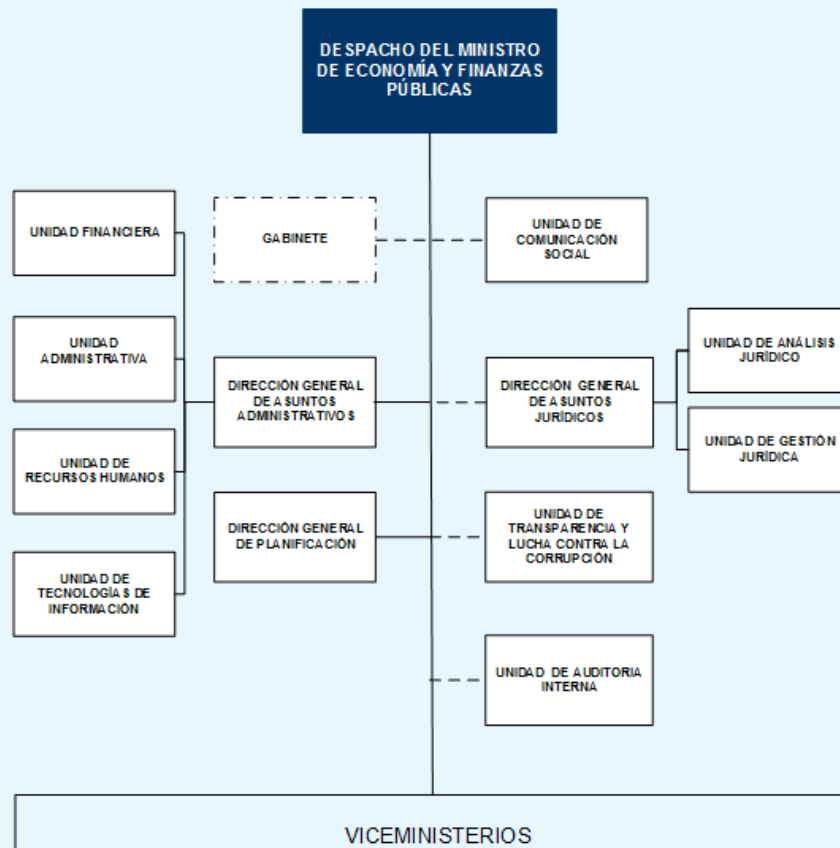 DESPACHO DEL MINISTRO
DE ECONOMÍA Y FINANZAS
PÚBLICAS
UNIDAD FINANCIERA
GABINETE
UNIDAD DE
COMUNICACIÓN
SOCIAL
UNIDAD
ADMINISTRATIVA
DIRECCIÓN GENERAL
DE ASUNTOS
ADMINISTRATIVOS
DIRECCIÓN GENERAL
DE ASUNTOS
JURÍDICOS
UNIDAD DE ANÁLISIS
JURÍDICO
UNIDAD DE GESTIÓN
JURÍDICA
UNIDAD DE
RECURSOS HUMANOS
DIRECCIÓN GENERAL
DE PLANIFICACIÓN
UNIDAD DE
TRANSPARENCIA Y
LUCHA CONTRA LA
CORRUPCIÓN
UNIDAD DE
TECNOLOGÍAS DE
INFORMACIÓN
UNIDAD DE AUDITORIA
INTERNA
VICEMINISTERIOS